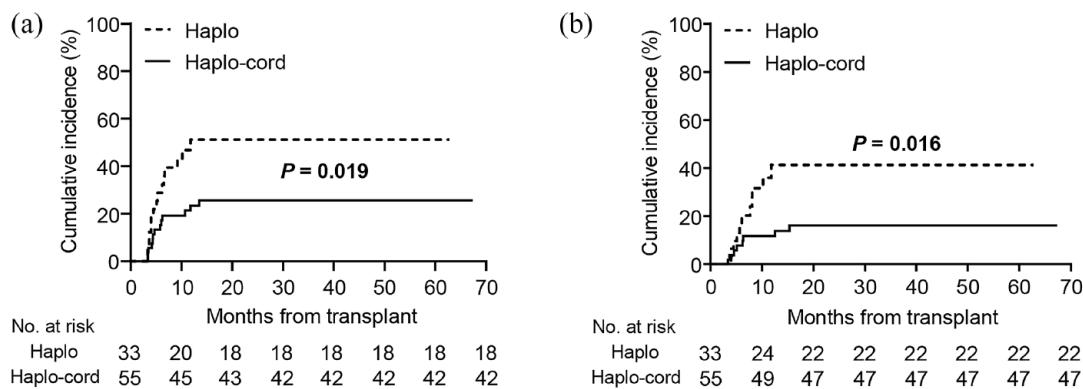 (a)
Cumulative incidence (%)
100
80
60
40
20
0
Haplo
Haplo-cord
P = 0.019
0 10 20 30 40 50 60 70
Months from transplant
No. at risk
Haplo 33 20 18 18 18 18 18 18
Haplo-cord 55 45 43 42 42 42 42 42
(b)
Cumulative incidence (%)
100
80
60
40
20
0
Haplo
Haplo-cord
P = 0.016
0 10 20 30 40 50 60 70
Months from transplant
No. at risk
Haplo 33 24 22 22 22 22 22 22
Haplo-cord 55 49 47 47 47 47 47 47